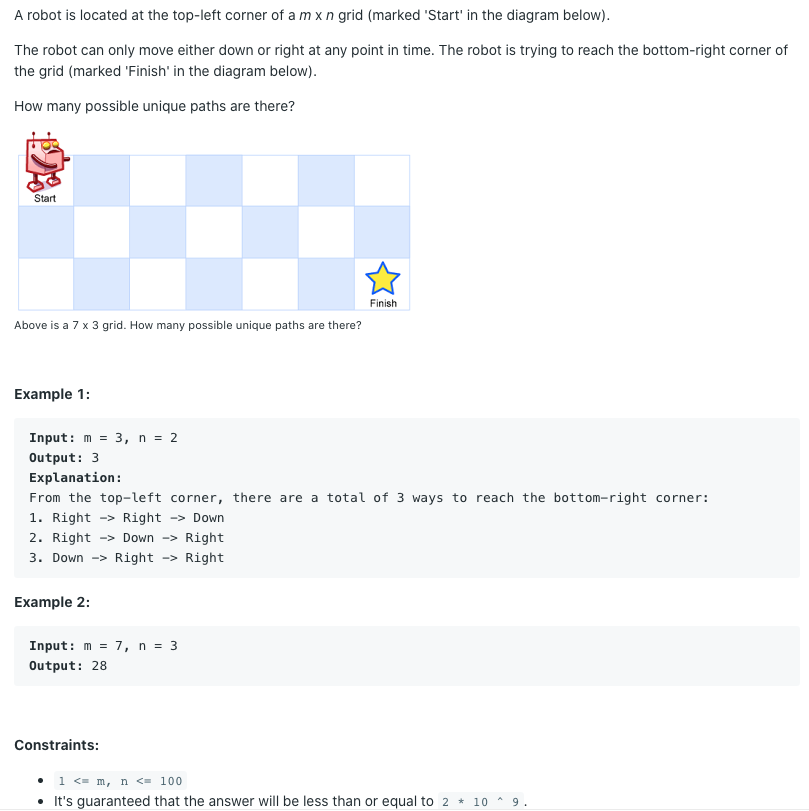 A robot is located at the top-left corner of a m x n grid (marked 'Start' in the diagram below).
The robot can only move either down or right at any point in time. The robot is trying to reach the bottom-right corner of
the grid (marked 'Finish' in the diagram below).
How many possible unique paths are there?
Start
Finish
Above is a 7 x 3 grid. How many possible unique paths are there?
Example 1:
Input: m = 3, n = 2
Output: 3
Explanation:
From the top-left corner, there are a total of 3 ways to reach the bottom-right corner:
1. Right -> Right -> Down
2. Right -> Down -> Right
3. Down -> Right -> Right
Example 2:
Input: m = 7, n = 3
Output: 28
Constraints:
• 1 <= m, n <= 100
• It's guaranteed that the answer will be less than or equal to 2 * 10 ^ 9.